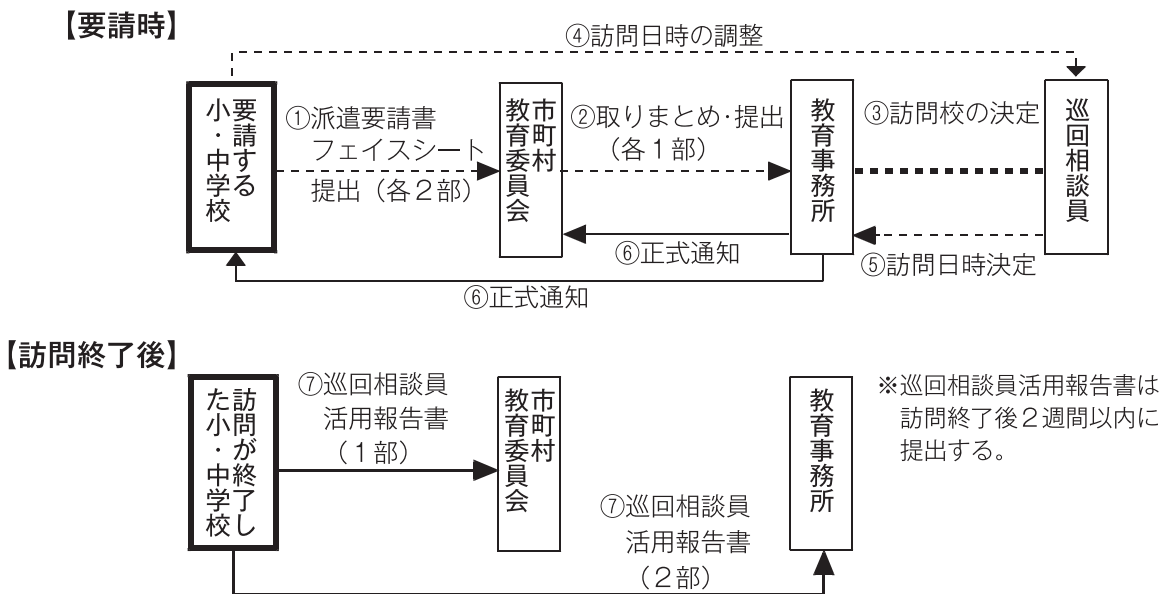 【要請時】
④訪問日時の調整
要請する
小・中学校
①派遣要請書
フェイスシート
提出（各２部）
市町村
教育委員会
②取りまとめ・提出
（各１部）
教育事務所
③訪問校の決定
巡回相談員
⑥正式通知
⑤訪問日時決定
⑥正式通知
【訪問終了後】
訪問が終了し
た小・中学校
⑦巡回相談員
活用報告書
（１部）
市町村
教育委員会
⑦巡回相談員
活用報告書
（２部）
教育事務所
※巡回相談員活用報告書は
訪問終了後２週間以内に
提出する。